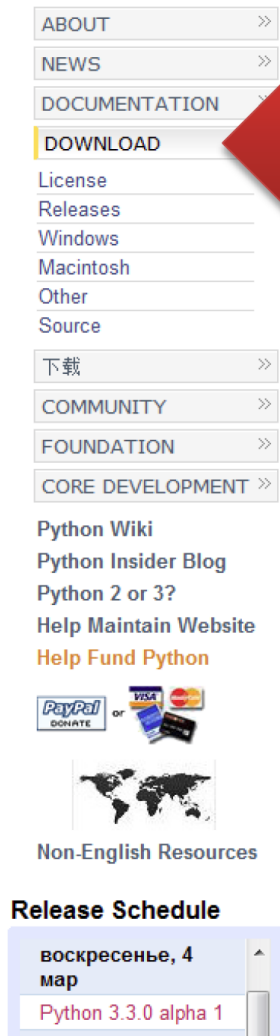 ABOUT »
NEWS »
DOCUMENTATION
DOWNLOAD
License
Releases
Windows
Macintosh
Other
Source
下载 »
COMMUNITY »
FOUNDATION »
CORE DEVELOPMENT »
Python Wiki
Python Insider Blog
Python 2 or 3?
Help Maintain Website
Help Fund Python
PayPal
DONATE
or
VISA
MasterCard
Non-English Resources
Release Schedule
воскресенье, 4
мар
Python 3.3.0 alpha 1